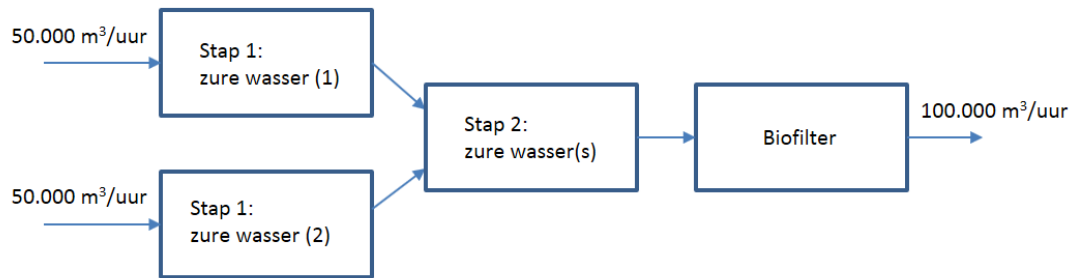 50.000 m³/uur
Stap 1:
zure wasser (1)
50.000 m³/uur
Stap 1:
zure wasser (2)
Stap 2:
zure wasser(s)
Biofilter
100.000 m³/uur